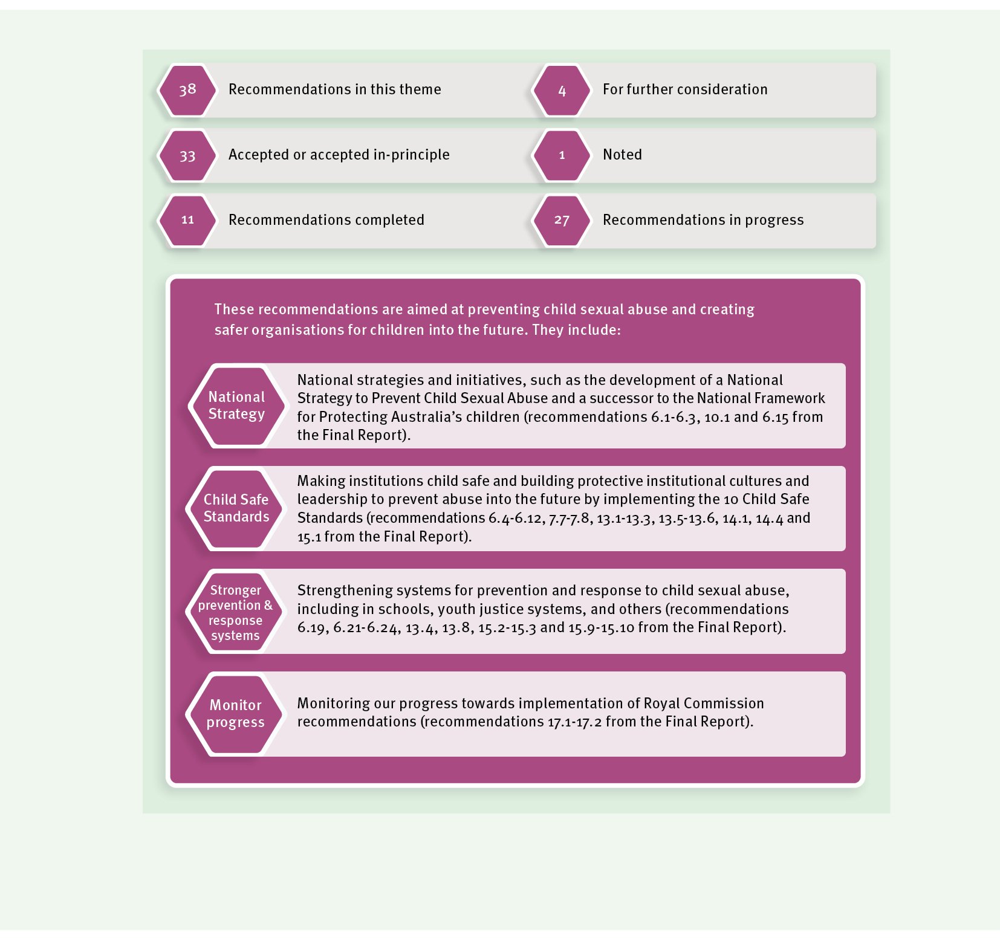 38
Recommendations in this theme
4
For further consideration
33
Accepted or accepted in-principle
1
Noted
11
Recommendations completed
27
Recommendations in progress
These recommendations are aimed at preventing child sexual abuse and creating
safer organisations for children into the future. They include:
National
Strategy
National strategies and initiatives, such as the development of a National
Strategy to Prevent Child Sexual Abuse and a successor to the National Framework
for Protecting Australia’s children (recommendations 6.1-6.3, 10.1 and 6.15 from
the Final Report).
Child Safe
Standards
Making institutions child safe and building protective institutional cultures and
leadership to prevent abuse into the future by implementing the 10 Child Safe
Standards (recommendations 6.4-6.12, 7.7-7.8, 13.1-13.3, 13.5-13.6, 14.1, 14.4 and
15.1 from the Final Report).
Stronger
prevention &
response
systems
Strengthening systems for prevention and response to child sexual abuse,
including in schools, youth justice systems, and others (recommendations
6.19, 6.21-6.24, 13.4, 13.8, 15.2-15.3 and 15.9-15.10 from the Final Report).
Monitor
progress
Monitoring our progress towards implementation of Royal Commission
recommendations (recommendations 17.1-17.2 from the Final Report).